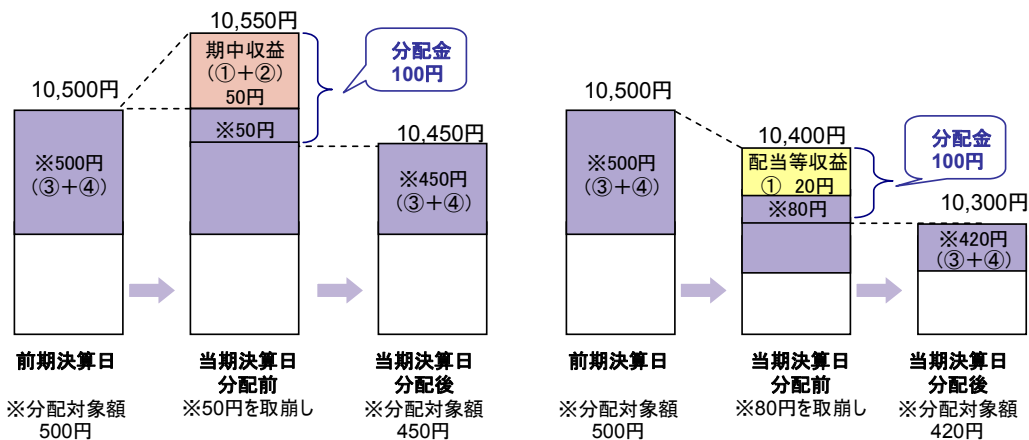 10,550円
期中収益
(①+②)
50円
分配金
100円
10,500円
※50円
10,450円
※500円
(③+④)
※450円
(③+④)
前期決算日
当期決算日
分配前
当期決算日
分配後
※分配対象額
500円
※50円を取崩し
※分配対象額
450円
10,500円
10,400円
分配金
100円
※500円
(③+④)
配当等収益
① 20円
※80円
10,300円
※420円
(③+④)
前期決算日
当期決算日
分配前
当期決算日
分配後
※分配対象額
500円
※80円を取崩し
※分配対象額
420円